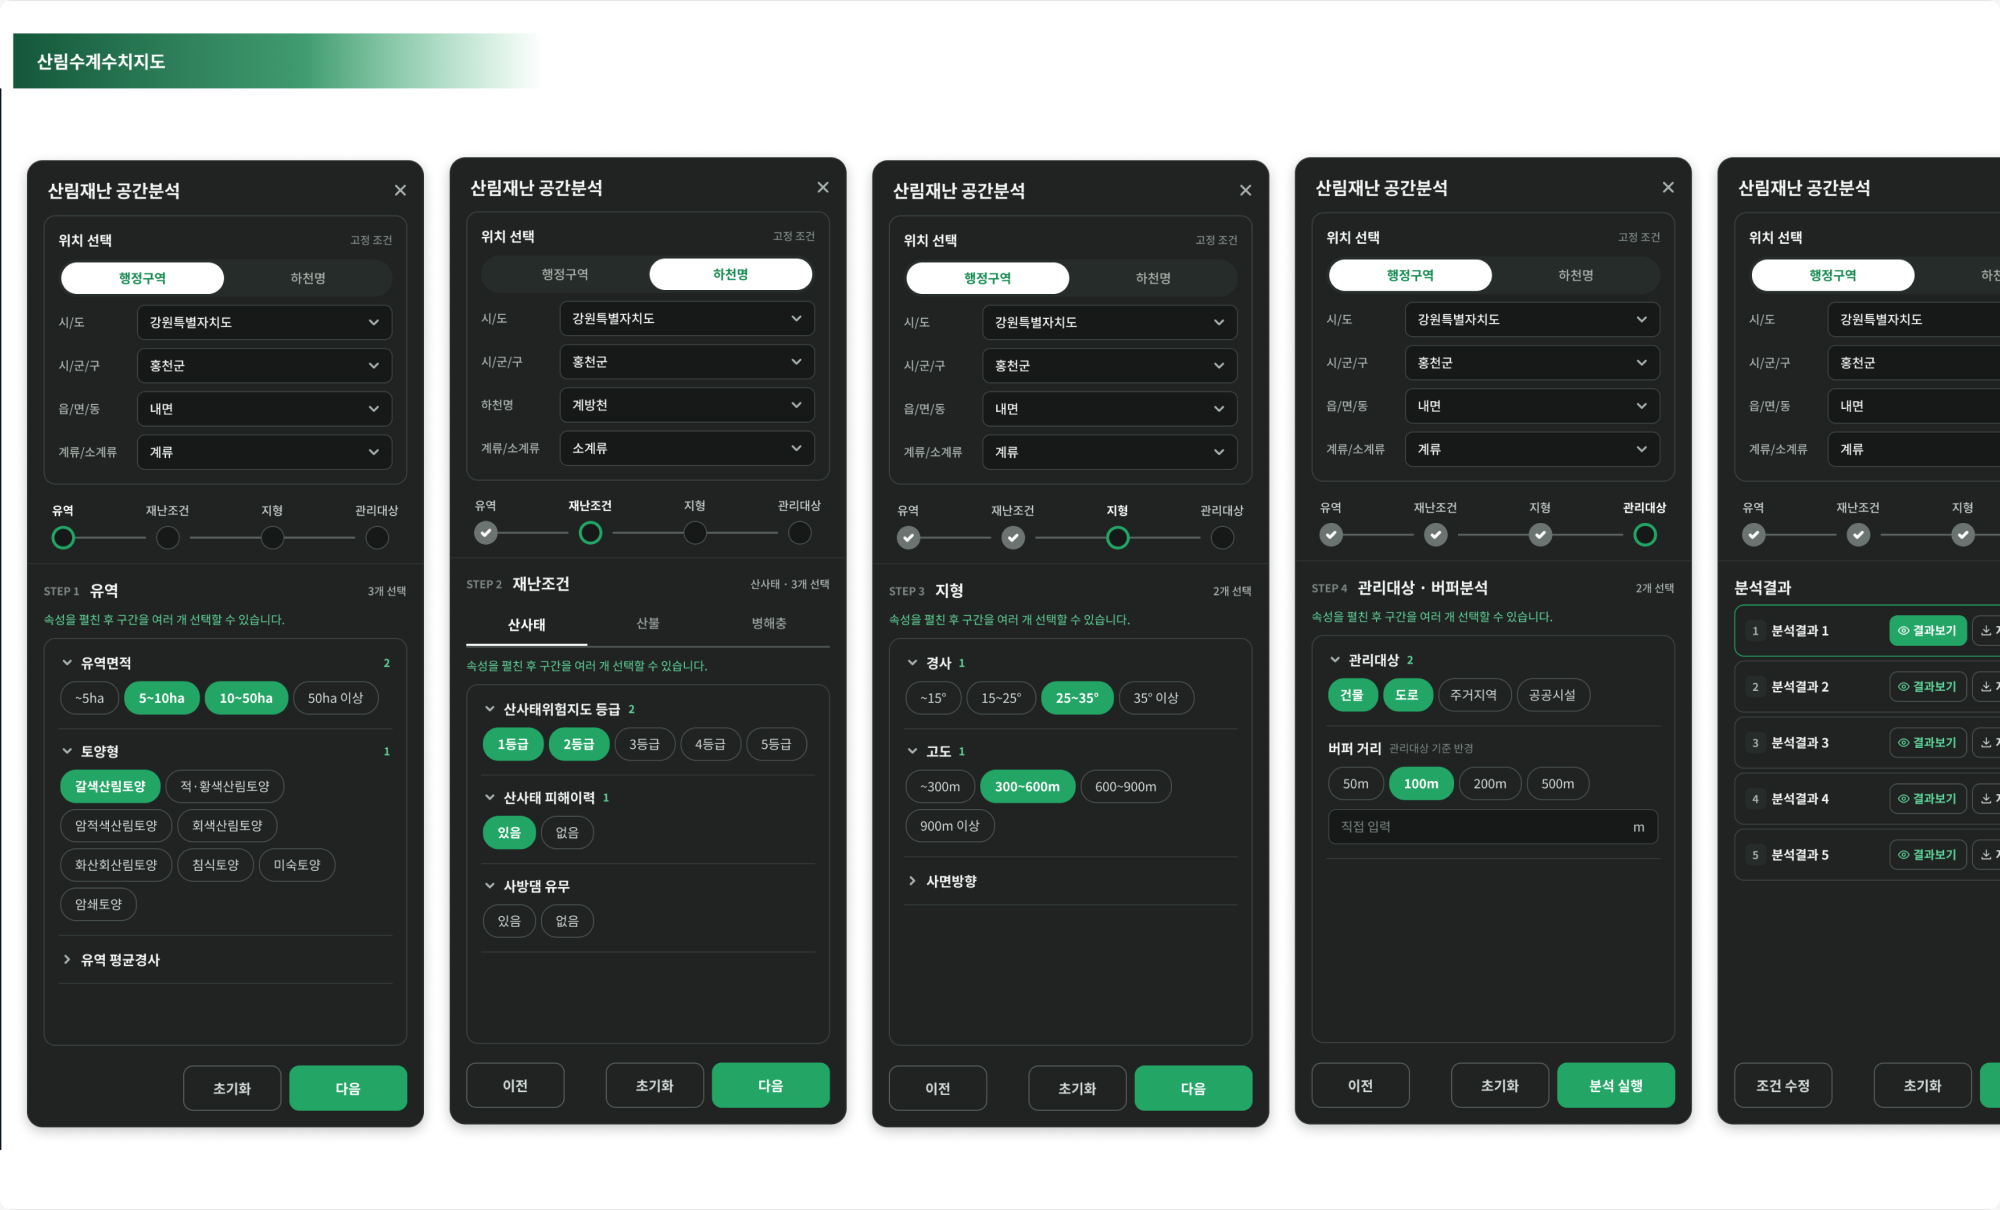 산림수계수치지도
산림재난 공간분석
위치 선택 고정 조건
행정구역 하천명
시/도 강원특별자치도
시/군/구 홍천군
읍/면/동 내면
계류/소계류 계류
유역 재난조건 지형 관리대상
STEP 1 유역 3개 선택
속성을 펼친 후 구간을 여러 개 선택할 수 있습니다.
유역면적 2
~5ha 5~10ha 10~50ha 50ha 이상
토양형 1
갈색산림토양 적·황색산림토양
암적색산림토양 회색산림토양
화산회산림토양 침식토양 미숙토양
암쇄토양
유역 평균경사
초기화 다음
산림재난 공간분석
위치 선택 고정 조건
행정구역 하천명
시/도 강원특별자치도
시/군/구 홍천군
하천명 계방천
계류/소계류 소계류
유역 재난조건 지형 관리대상
STEP 2 재난조건 산사태 · 3개 선택
산사태 산불 병해충
속성을 펼친 후 구간을 여러 개 선택할 수 있습니다.
산사태위험지도 등급 2
1등급 2등급 3등급 4등급 5등급
산사태 피해이력 1
있음 없음
사방댐 유무
있음 없음
이전 초기화 다음
산림재난 공간분석
위치 선택 고정 조건
행정구역 하천명
시/도 강원특별자치도
시/군/구 홍천군
읍/면/동 내면
계류/소계류 계류
유역 재난조건 지형 관리대상
STEP 3 지형 2개 선택
속성을 펼친 후 구간을 여러 개 선택할 수 있습니다.
경사 1
~15° 15~25° 25~35° 35° 이상
고도 1
~300m 300~600m 600~900m
900m 이상
사면방향
이전 초기화 다음
산림재난 공간분석
위치 선택 고정 조건
행정구역 하천명
시/도 강원특별자치도
시/군/구 홍천군
읍/면/동 내면
계류/소계류 계류
유역 재난조건 지형 관리대상
STEP 4 관리대상 · 버퍼분석 2개 선택
속성을 펼친 후 구간을 여러 개 선택할 수 있습니다.
관리대상 2
건물 도로 주거지역 공공시설
버퍼 거리 관리대상 기준 반경
50m 100m 200m 500m
직접 입력 m
이전 초기화 분석 실행
산림재난 공간분석
위치 선택
행정구역
시/도 강원특별자치도
시/군/구 홍천군
읍/면/동 내면
계류/소계류 계류
유역 재난조건 지형
분석결과
1 분석결과 1 결과보기
2 분석결과 2 결과보기
3 분석결과 3 결과보기
4 분석결과 4 결과보기
5 분석결과 5 결과보기
조건 수정 초기화